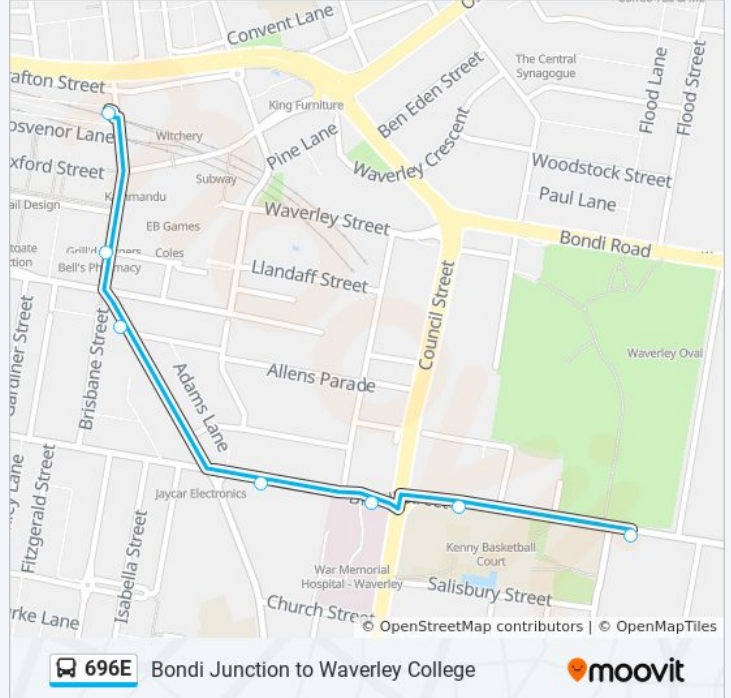 Convent Lane
rafton Street
The Central
Synagogue
Flood Lane
Flood Street
King Furniture
Ben Eden Street
osvenor Lane
Witchery
Pine Lane
Waverley Crescent
Woodstock Street
xford Street
Subway
Paul Lane
ail Design
EB Games
Waverley Street
Bondi Road
Coles
Bell's
Llandaff Street
Council Street
Waverley Oval
Gardiner Street
Brisbane Street
Adams Lane
Allens Parade
Jaycar Electronics
Fitzgerald Street
Isabella Street
Kenny Basketball
Court
War Memorial
Hospital - Waverley
Salisbury Street
Church Street
rke Lane
© OpenStreetMap contributors | © OpenMapTiles
696E Bondi Junction to Waverley College
moovit